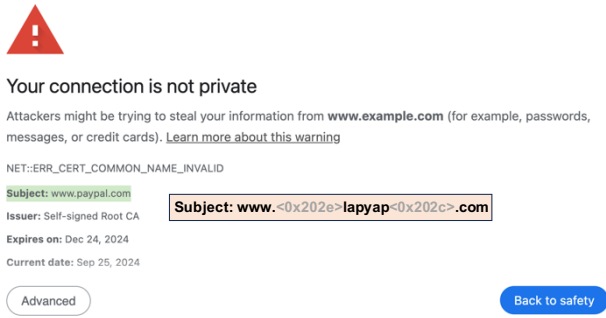 Your connection is not private
Attackers might be trying to steal your information from www.example.com (for example, passwords,
messages, or credit cards). Learn more about this warning
NET::ERR_CERT_COMMON_NAME_INVALID
Subject: www.paypal.com
Issuer: Self-signed Root CA
Subject: www.<0x202e>lapyap<0x202c>.com
Expires on: Dec 24, 2024
Current date: Sep 25, 2024
Advanced
Back to safety